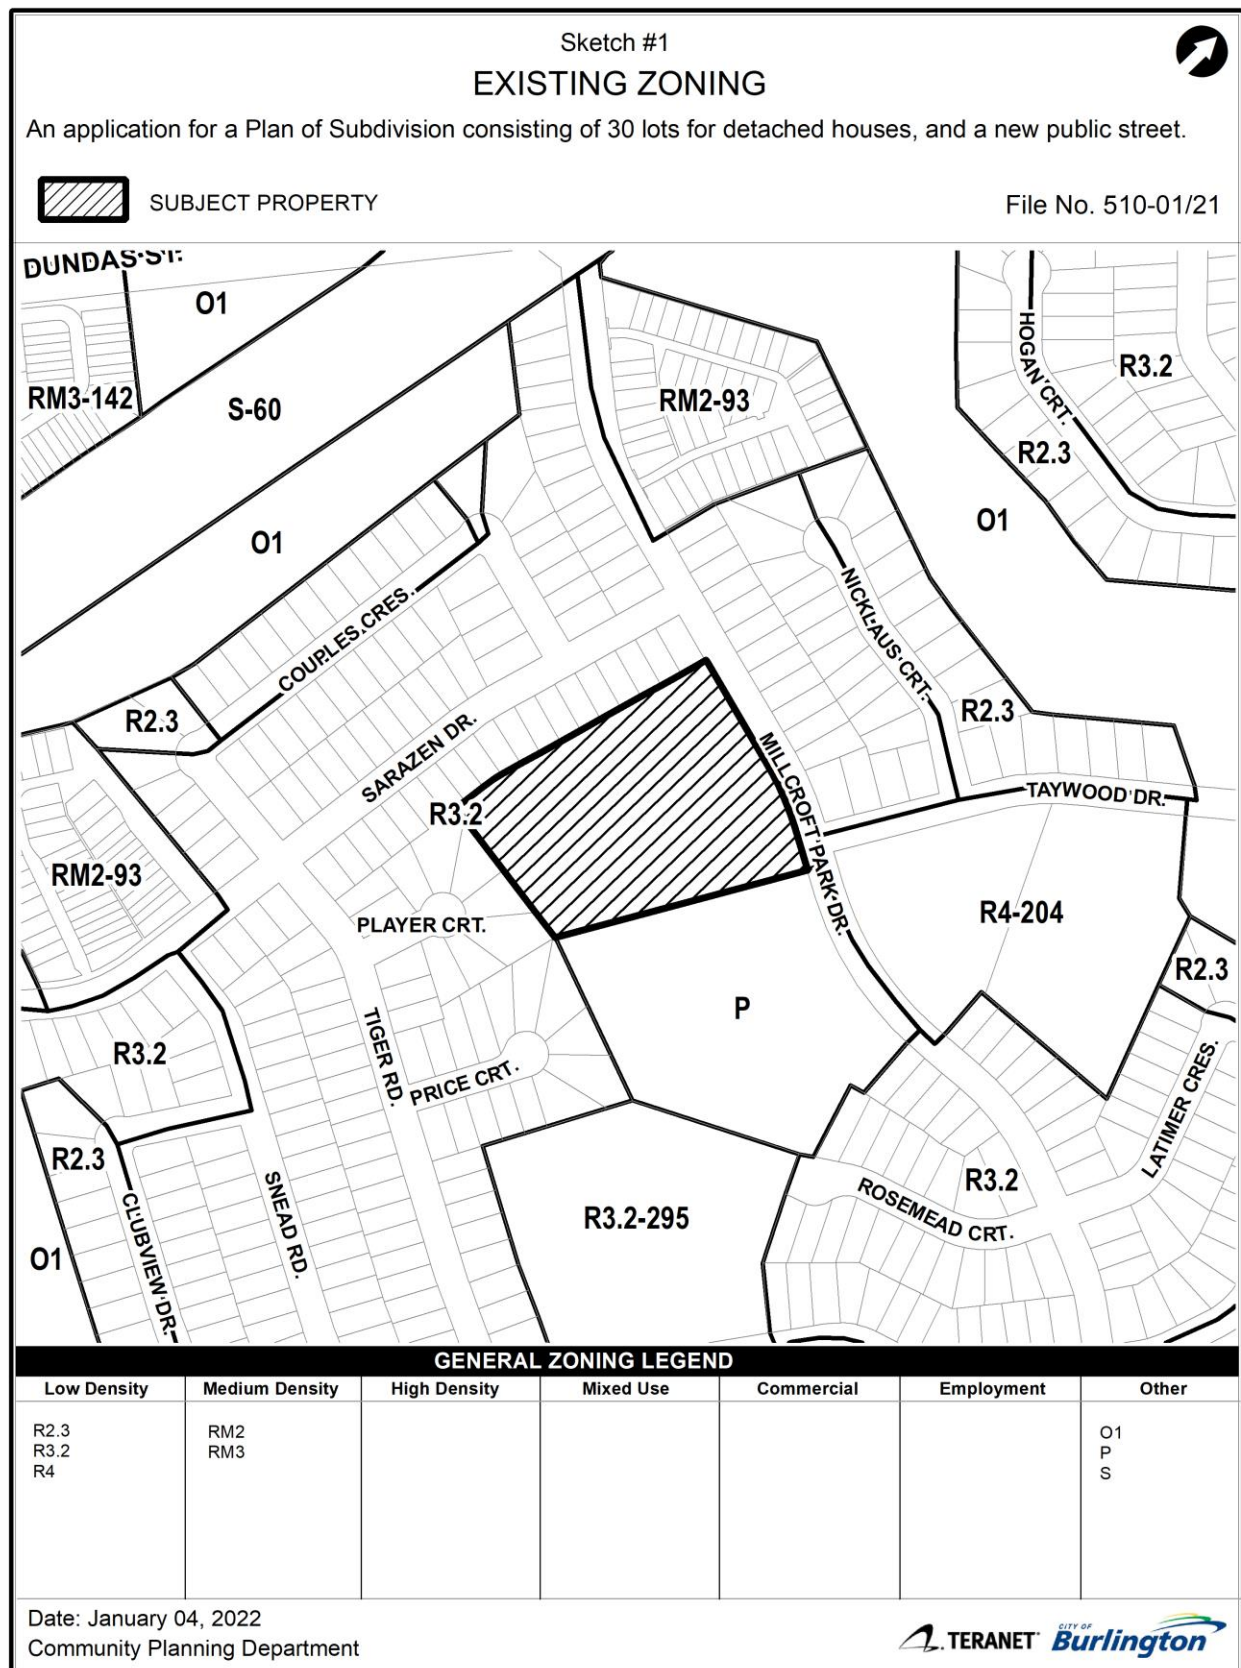 Sketch #1
EXISTING ZONING
An application for a Plan of Subdivision consisting of 30 lots for detached houses, and a new public street.
SUBJECT PROPERTY
File No. 510-01/21
DUNDAS ST.
O1
HOGAN CRT.
R3.2
RM3-142
S-60
RM2-93
R2.3
O1
O1
NICKLAUS CRT.
COUPLES CRES.
R2.3
R2.3
SARAZEN DR.
MILLCROFT PARK DR.
TAYWOOD DR.
R3.2
RM2-93
R4-204
PLAYER CRT.
R2.3
P
TIGER RD.
R3.2
PRICE CRT.
LATIMER CRES.
R2.3
SNEAD RD.
R3.2
ROSEMEAD CRT.
CLUBVIEW DR.
R3.2-295
O1
GENERAL ZONING LEGEND
Low Density Medium Density High Density Mixed Use Commercial Employment Other
R2.3 RM2 O1
R3.2 RM3 P
R4 S
Date: January 04, 2022
Community Planning Department
TERANET
CITY OF
Burlington